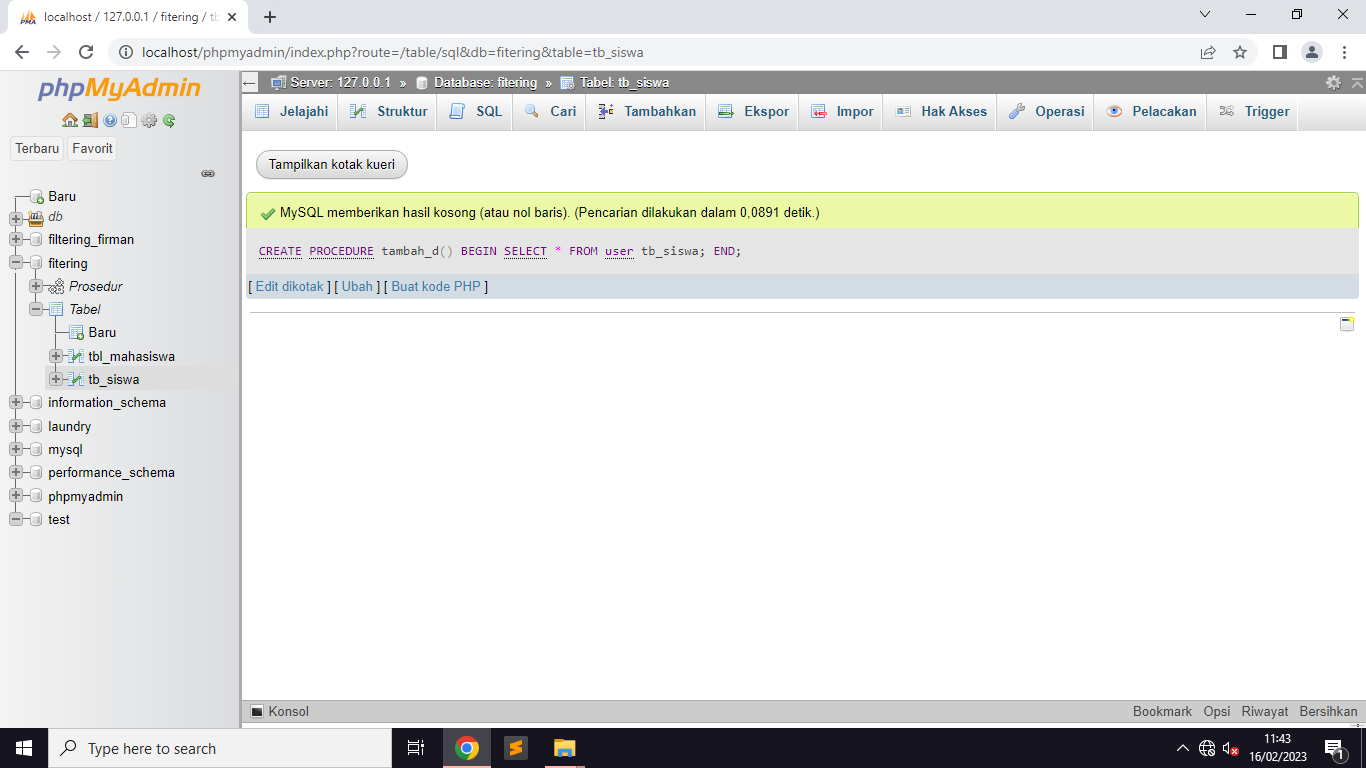 localhost / 127.0.0.1 / fitering / tb
localhost/phpmyadmin/index.php?route=/table/sql&db=fitering&table=tb_siswa
phpMyAdmin
Terbaru Favorit
Baru
db
filtering_firman
fitering
Prosedur
Tabel
Baru
tbl_mahasiswa
tb_siswa
information_schema
laundry
mysql
performance_schema
phpmyadmin
test
Server: 127.0.0.1 » Database: fitering » Tabel: tb_siswa
Jelajahi Struktur SQL Cari Tambahkan Ekspor Impor Hak Akses Operasi Pelacakan Trigger
Tampilkan kotak kueri
MySQL memberikan hasil kosong (atau nol baris). (Pencarian dilakukan dalam 0,0891 detik.)
CREATE PROCEDURE tambah_d() BEGIN SELECT * FROM user tb_siswa; END;
[ Edit dikotak ] [ Ubah ] [ Buat kode PHP ]
Konsol Bookmark Opsi Riwayat Bersihkan
Type here to search
11:43
16/02/2023
1